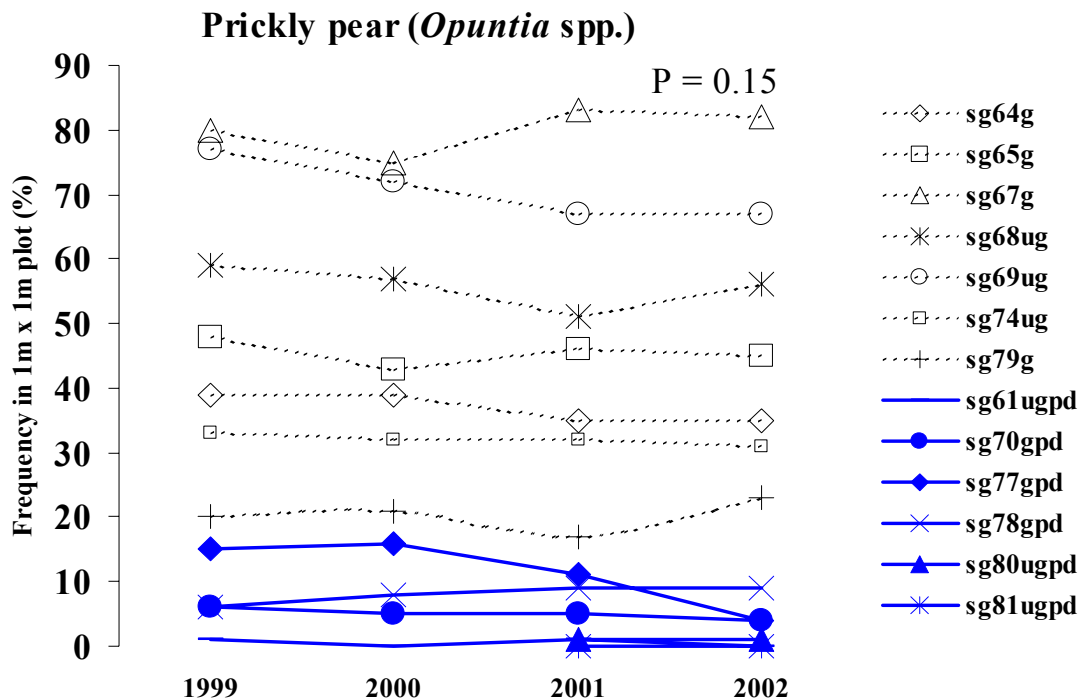 Prickly pear (Opuntia spp.)
P = 0.15
Frequency in 1m x 1m plot (%)
90
80
70
60
50
40
30
20
10
0
1999 2000 2001 2002
sg64g
sg65g
sg67g
sg68ug
sg69ug
sg74ug
sg79g
sg61ugpd
sg70gpd
sg77gpd
sg78gpd
sg80ugpd
sg81ugpd